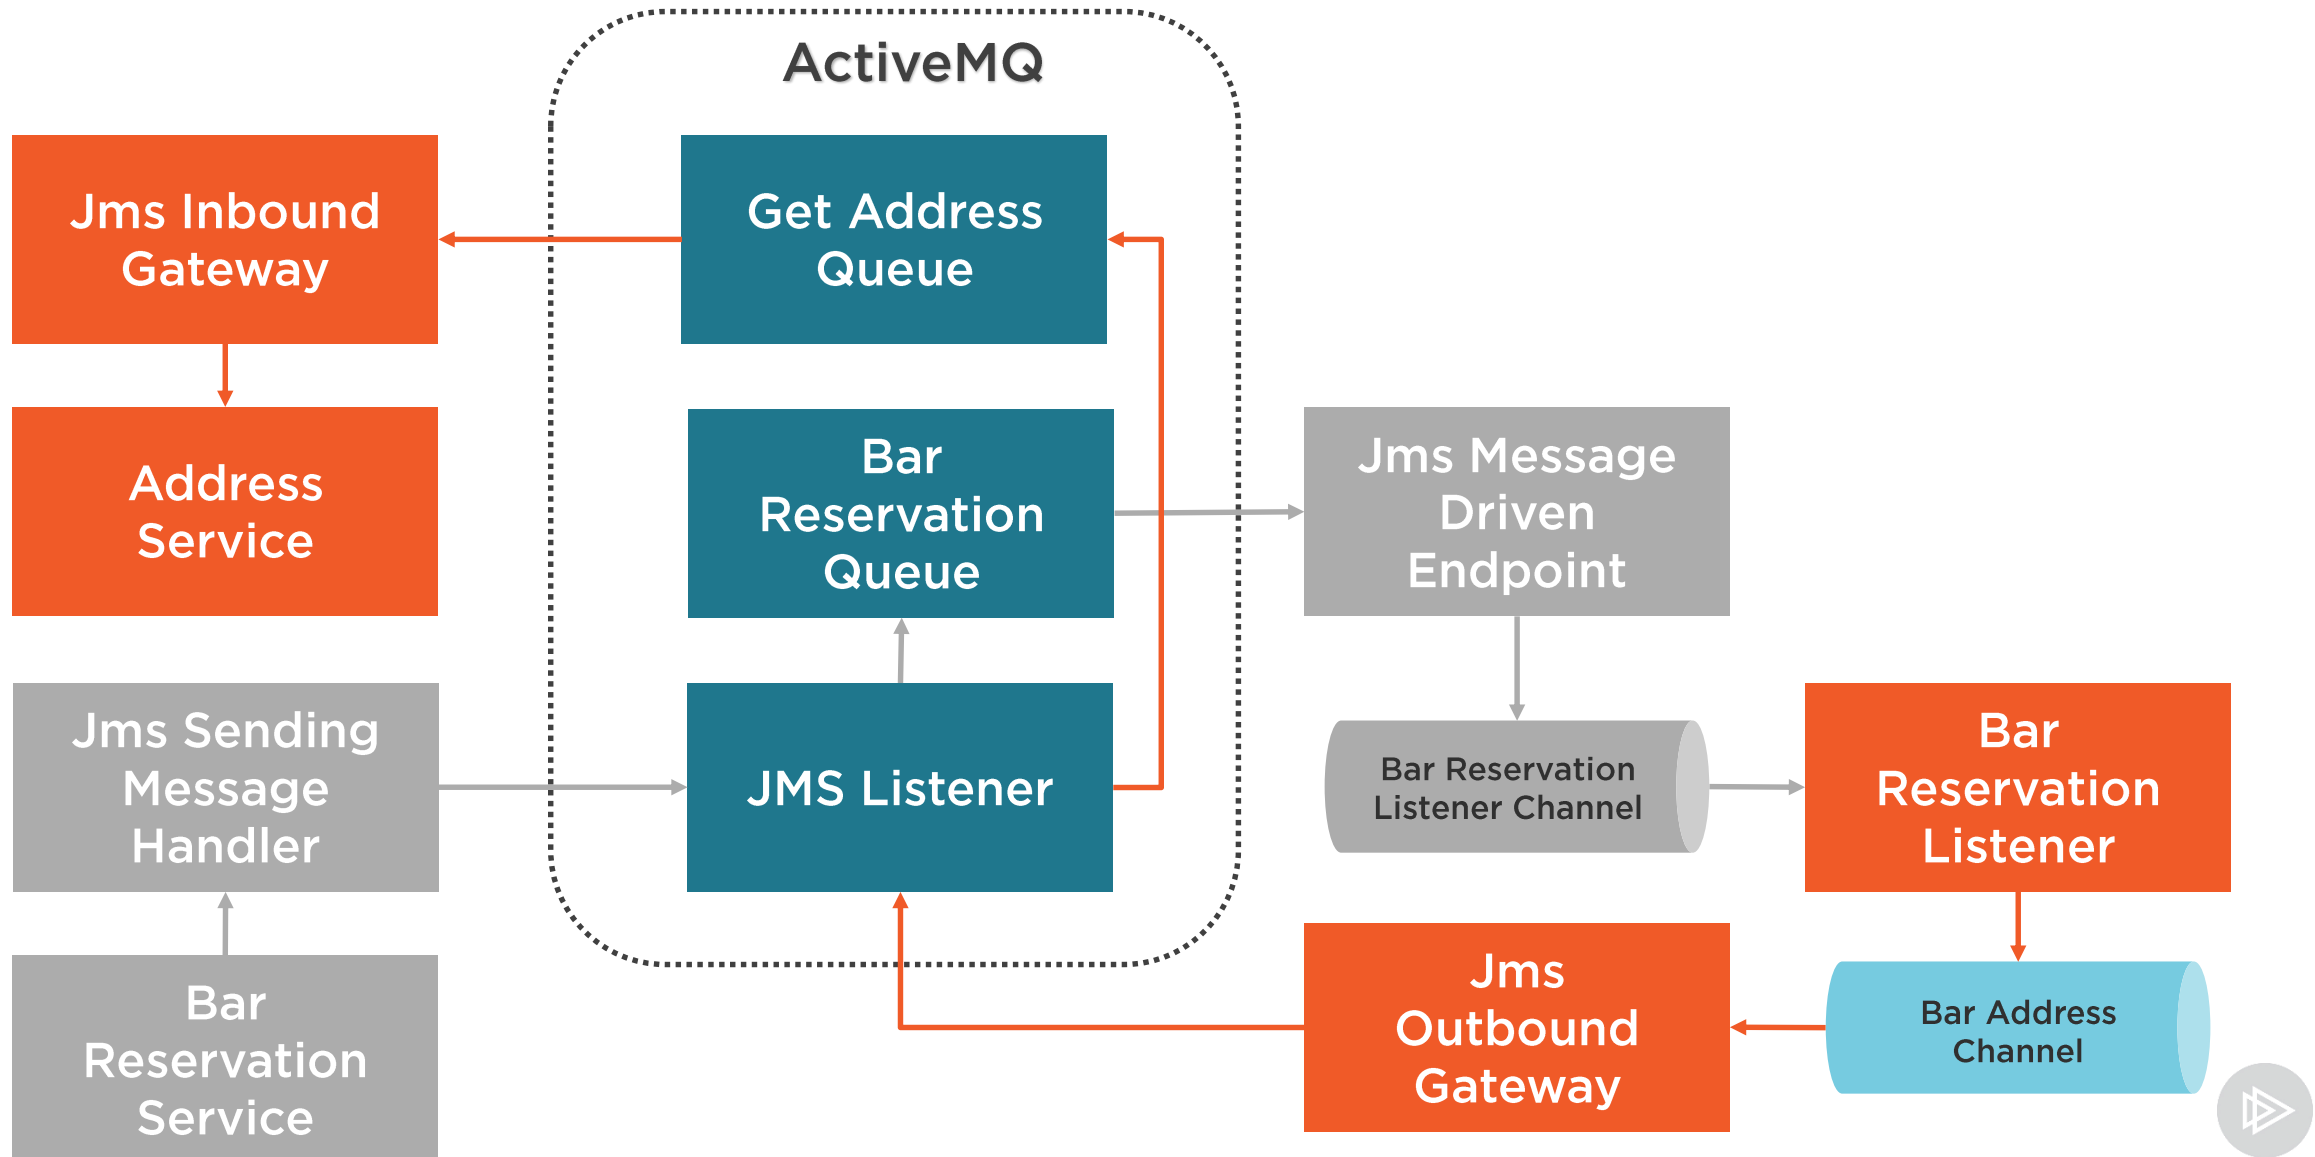 ActiveMQ
Jms Inbound
Gateway
Get Address
Queue
Address
Service
Bar
Reservation
Queue
Jms Message
Driven
Endpoint
Jms Sending
Message
Handler
JMS Listener
Bar Reservation
Listener Channel
Bar
Reservation
Listener
Bar
Reservation
Service
Jms
Outbound
Gateway
Bar Address
Channel